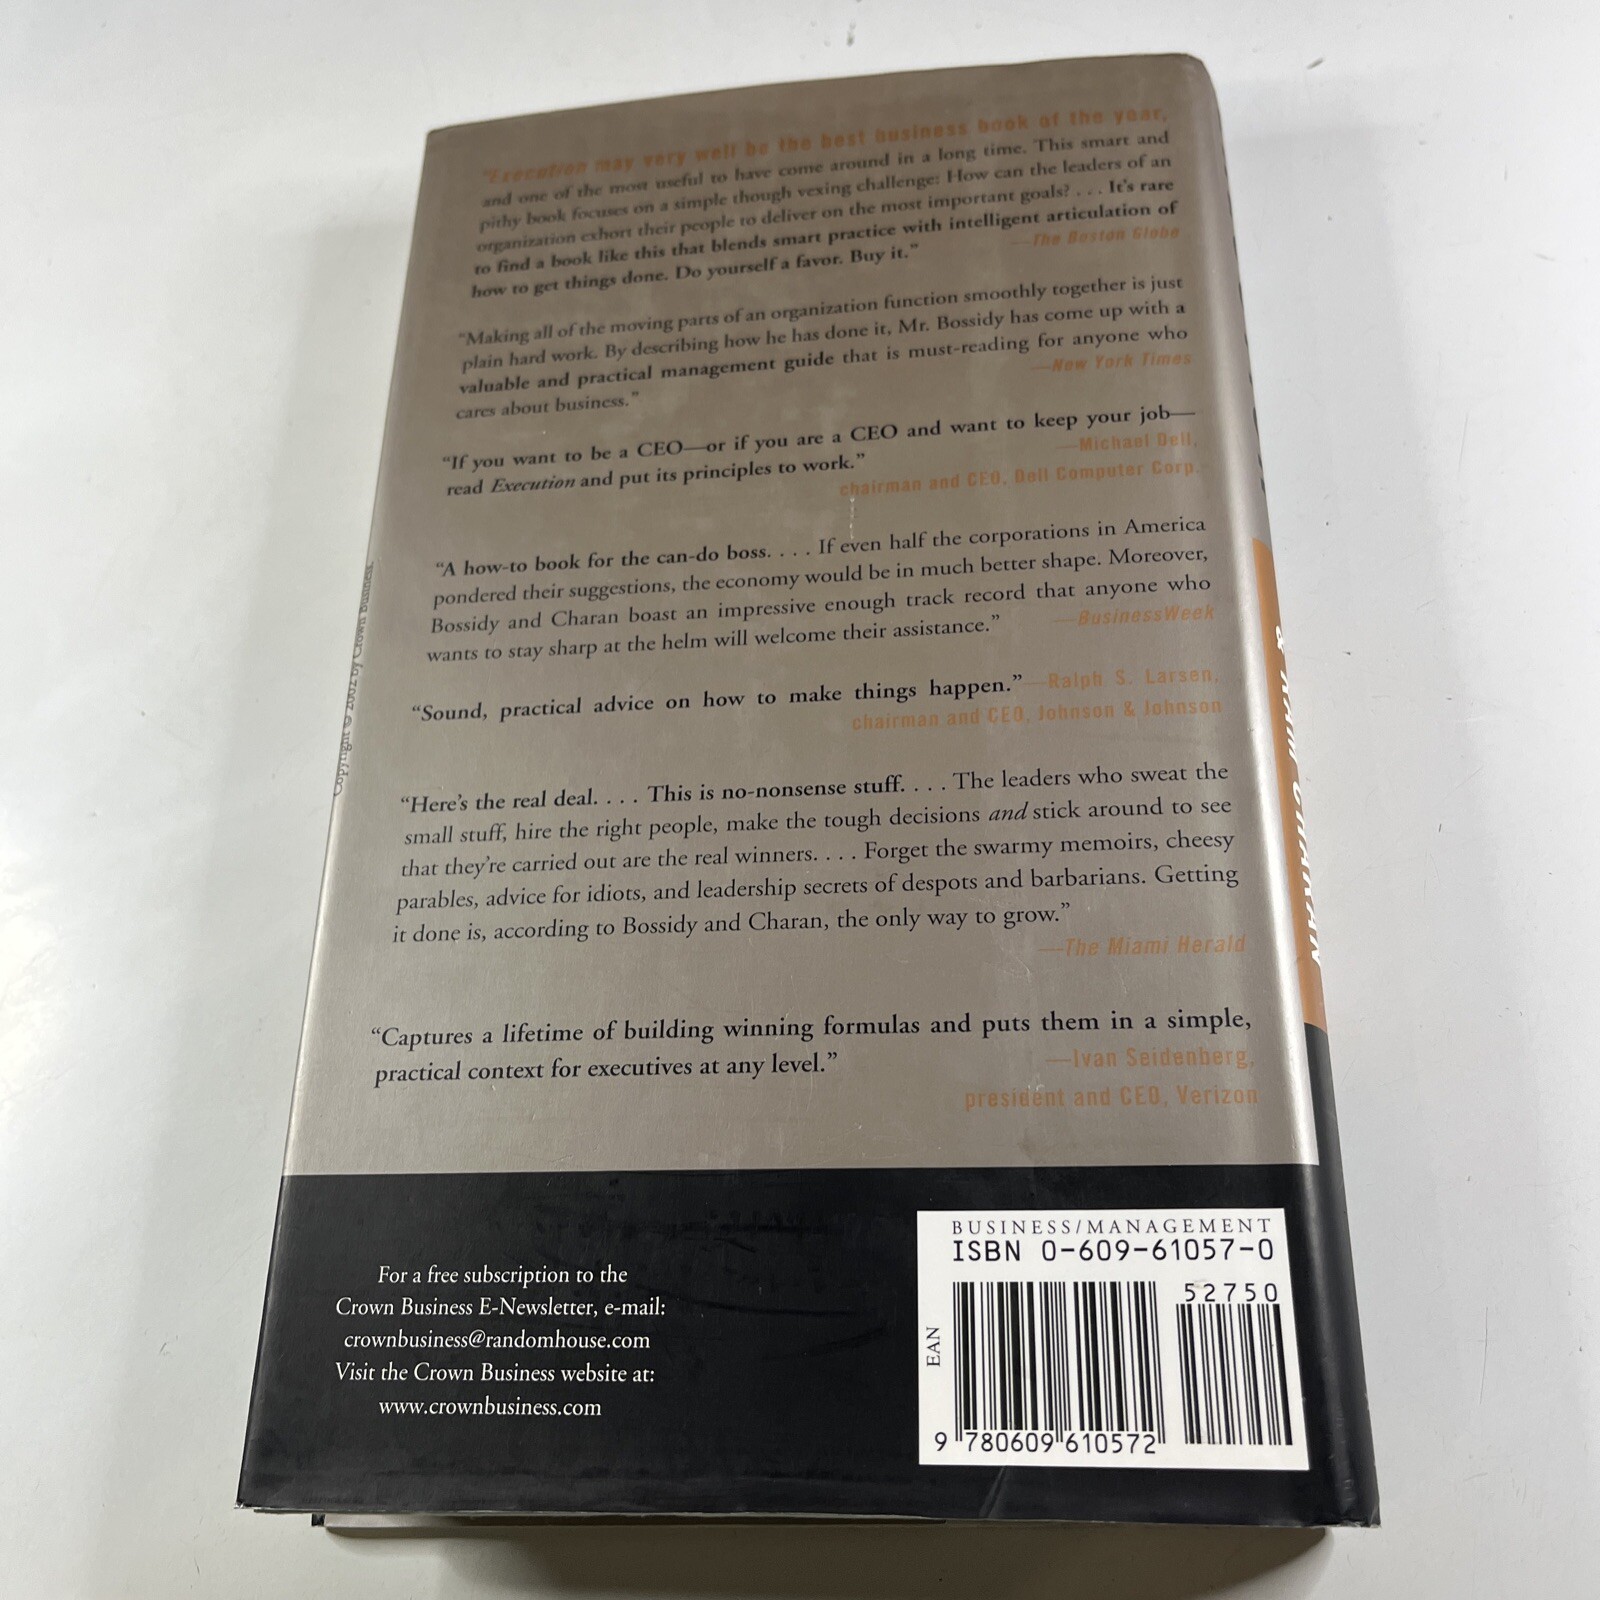 "Execution may very well be the best business book of the year,
and one of the most useful to have come around in a long time. This smart and
pithy book focuses on a simple though vexing challenge: How can the leaders of an
organization exhort their people to deliver on the most important goals? . . . It's rare
to find a book like this that blends smart practice with intelligent articulation of
how to get things done. Do yourself a favor. Buy it."
—The Boston Globe
"Making all of the moving parts of an organization function smoothly together is just
plain hard work. By describing how he has done it, Mr. Bossidy has come up with a
valuable and practical management guide that is must-reading for anyone who
cares about business."
—New York Times
"If you want to be a CEO—or if you are a CEO and want to keep your job—
read Execution and put its principles to work."
—Michael Dell,
chairman and CEO, Dell Computer Corp.
"A how-to book for the can-do boss. . . . If even half the corporations in America
pondered their suggestions, the economy would be in much better shape. Moreover,
Bossidy and Charan boast an impressive enough track record that anyone who
wants to stay sharp at the helm will welcome their assistance."
—BusinessWeek
"Sound, practical advice on how to make things happen." —Ralph S. Larsen,
chairman and CEO, Johnson & Johnson
"Here's the real deal. . . . This is no-nonsense stuff. . . . The leaders who sweat the
small stuff, hire the right people, make the tough decisions and stick around to see
that they're carried out are the real winners. . . . Forget the swarmy memoirs, cheesy
parables, advice for idiots, and leadership secrets of despots and barbarians. Getting
it done is, according to Bossidy and Charan, the only way to grow."
—The Miami Herald
"Captures a lifetime of building winning formulas and puts them in a simple,
practical context for executives at any level."
—Ivan Seidenberg,
president and CEO, Verizon
For a free subscription to the
Crown Business E-Newsletter, e-mail:
crownbusiness@randomhouse.com
Visit the Crown Business website at:
www.crownbusiness.com
BUSINESS/MANAGEMENT
ISBN 0-609-61057-0
52750
EAN
9 780609 610572
Copyright © 2002 by Crown Business
& RAM CHARAN